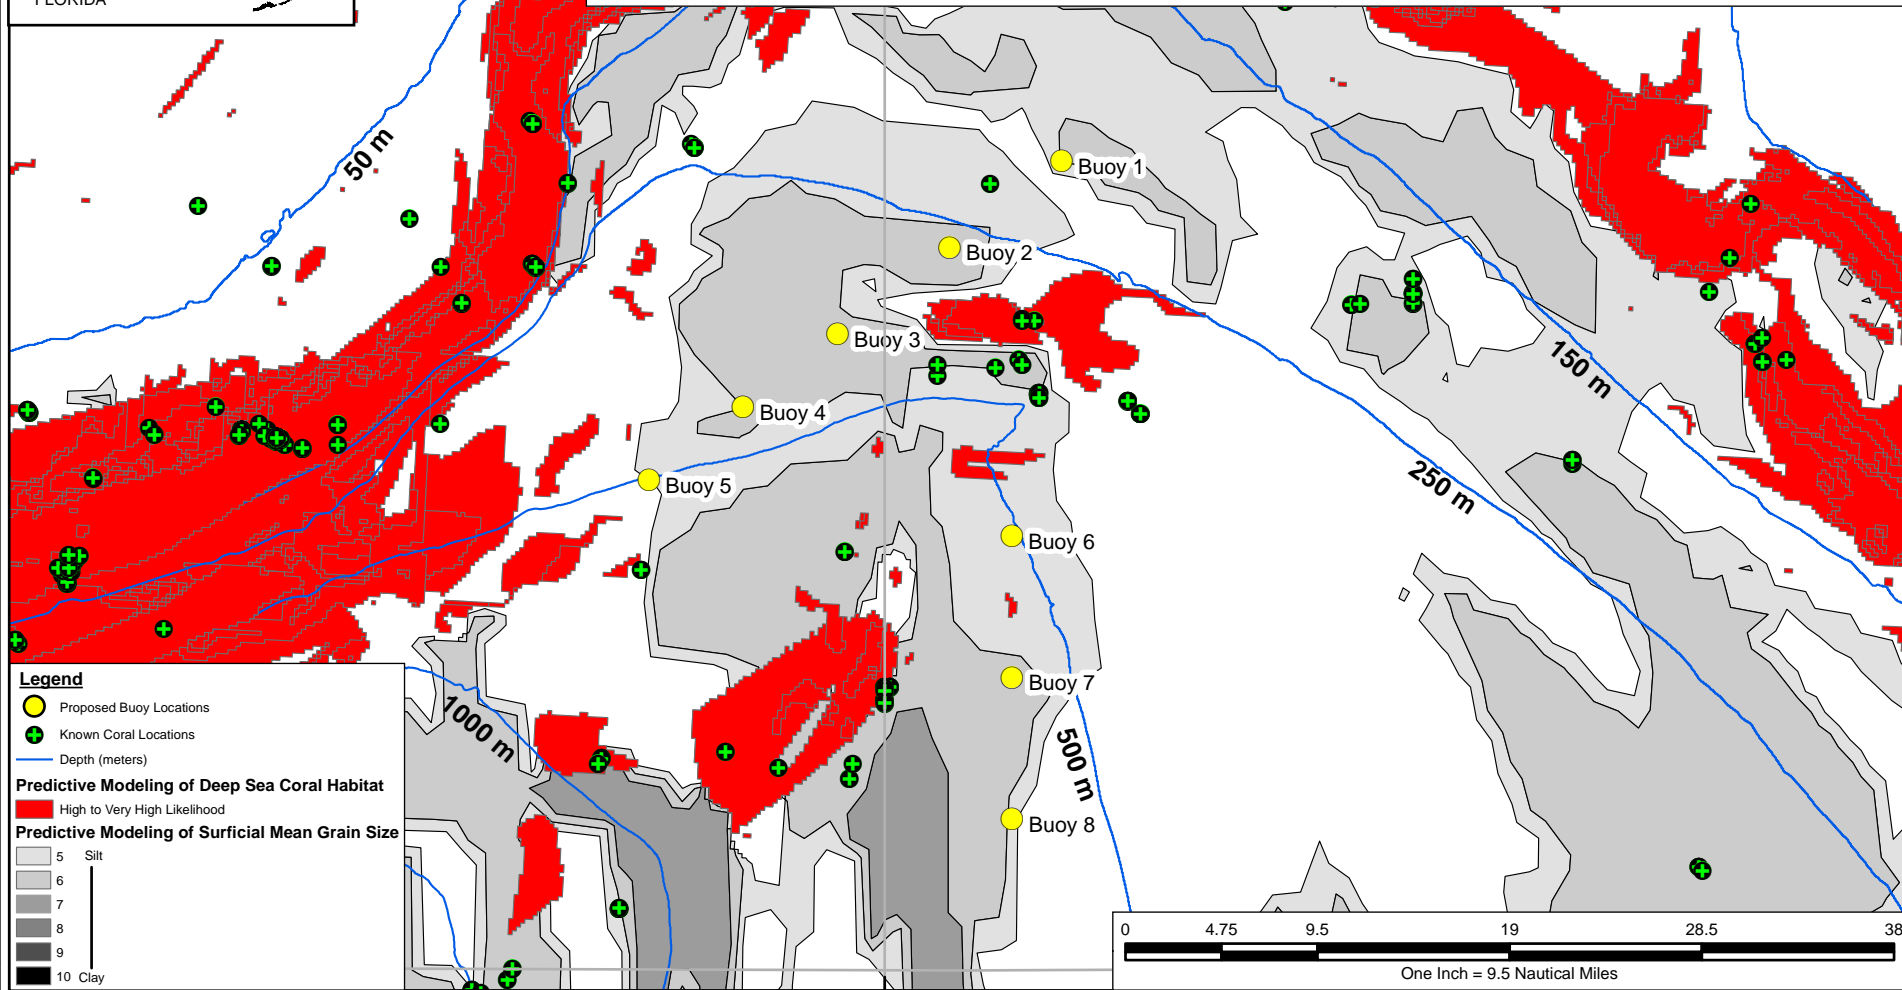 FLORIDA
50 m
Buoy 1
Buoy 2
Buoy 3
150 m
Buoy 4
250 m
Buoy 5
Buoy 6
Buoy 7
1000 m
500 m
Buoy 8
Legend
Proposed Buoy Locations
Known Coral Locations
Depth (meters)
Predictive Modeling of Deep Sea Coral Habitat
High to Very High Likelihood
Predictive Modeling of Surficial Mean Grain Size
5 Silt
6
7
8
9
10 Clay
0 4.75 9.5 19 28.5 38
One Inch = 9.5 Nautical Miles